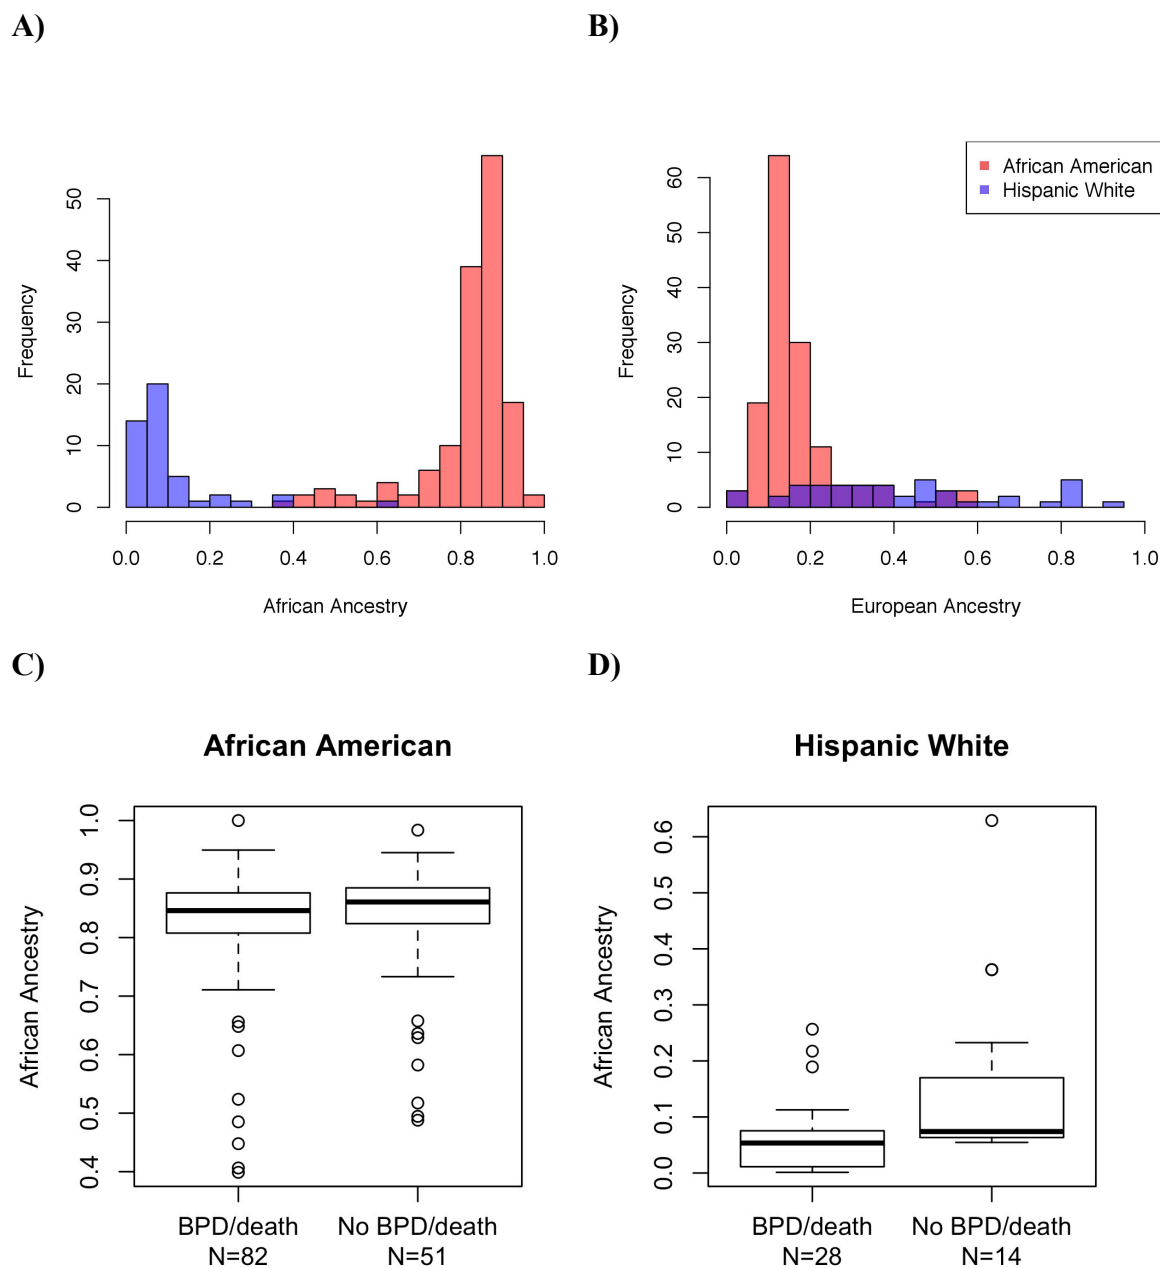 A)
B)
Frequency
0
10
20
30
40
50
0.0 0.2 0.4 0.6 0.8 1.0
African Ancestry
Frequency
0
10
20
30
40
50
60
African American
Hispanic White
0.0 0.2 0.4 0.6 0.8 1.0
European Ancestry
C)
D)
African American
African Ancestry
0.4 0.5 0.6 0.7 0.8 0.9 1.0
BPD/death No BPD/death
N=82 N=51
Hispanic White
African Ancestry
0.0 0.1 0.2 0.3 0.4 0.5 0.6
BPD/death No BPD/death
N=28 N=14